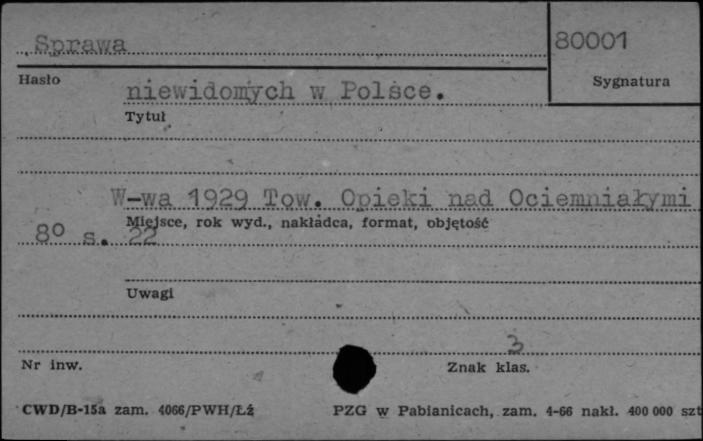 Sprawa
80001
Hasło
Sygnatura
niewidomych w Polsce.
Tytuł
W-wa 1929 Tow. Opieki nad Ociemniałymi
Miejsce, rok wyd., nakładca, format, objętość
8° s. 22
Uwagi
3
Nr inw.
Znak klas.
CWD/B-15a zam. 4066/PWH/Łź
PZG w Pabianicach, zam. 4-66 nakł. 400 000 szt